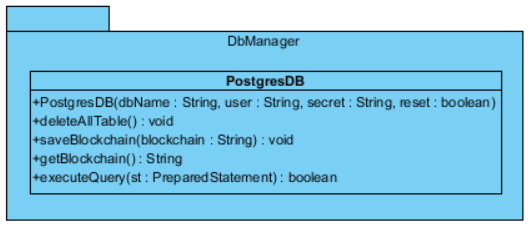 DbManager
PostgresDB
+PostgresDB(dbName : String, user : String, secret : String, reset : boolean)
+deleteAllTable() : void
+saveBlockchain(blockchain : String) : void
+getBlockchain() : String
+executeQuery(st : PreparedStatement) : boolean